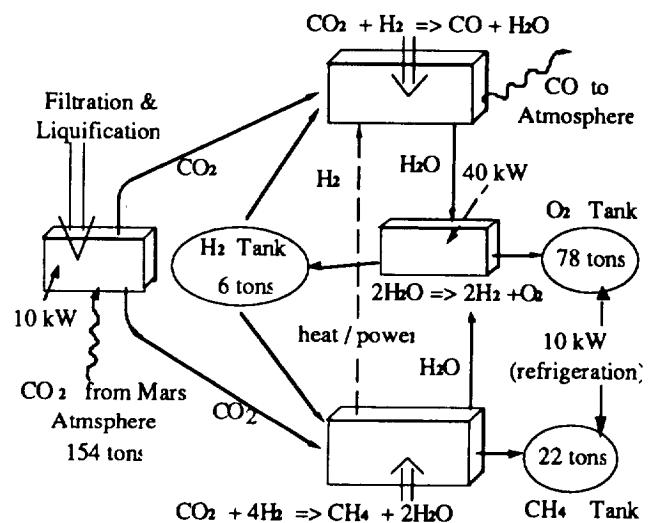 CO₂ + H₂ => CO + H₂O
CO to
Atmosphere
Filtration &
Liquification
CO₂
H₂
H₂O
40 kW
O₂ Tank
78 tons
H₂ Tank
6 tons
2H₂O => 2H₂ +O₂
10 kW
heat / power
H₂O
10 kW
(refrigeration)
CO₂ from Mars
Atmsphere
154 tons
CO₂
22 tons
CO₂ + 4H₂ => CH₄ + 2H₂O
CH₄ Tank